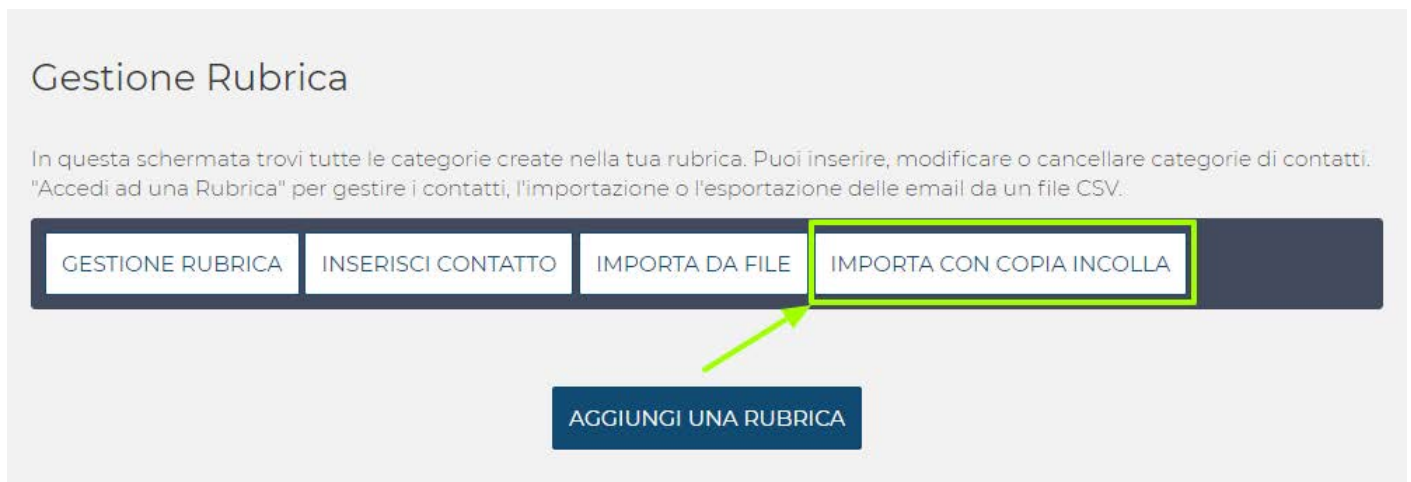 Gestione Rubrica
In questa schermata trovi tutte le categorie create nella tua rubrica. Puoi inserire, modificare o cancellare categorie di contatti.
"Accedi ad una Rubrica" per gestire i contatti, l'importazione o l'esportazione delle email da un file CSV.
GESTIONE RUBRICA INSERISCI CONTATTO IMPORTA DA FILE IMPORTA CON COPIA INCOLLA
AGGIUNGI UNA RUBRICA